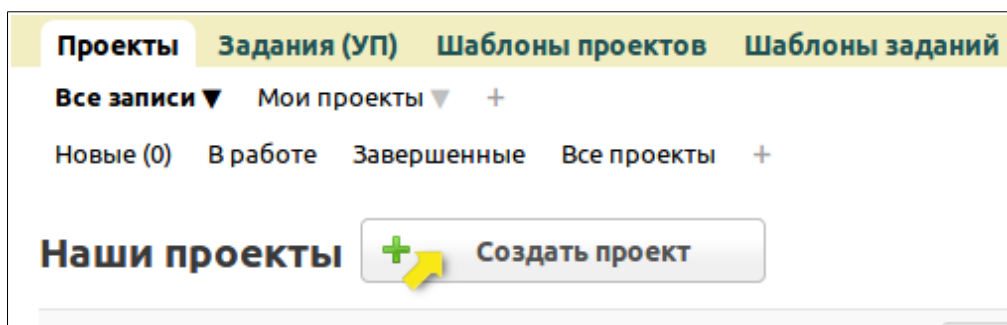 Проекты Задания (УП) Шаблоны проектов Шаблоны заданий
Все записи ▼ Мои проекты ▼ +
Новые (0) В работе Завершенные Все проекты +
Наши проекты Создать проект